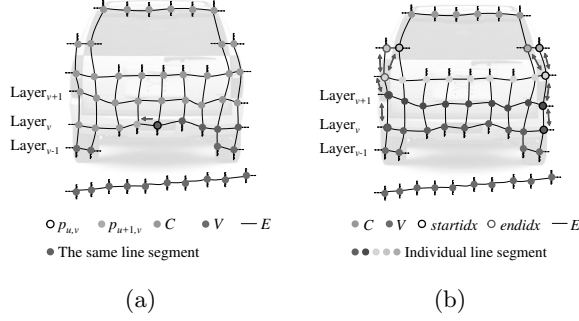 Layer_{v+1}
Layer_v
Layer_{v-1}
p_{u,v} p_{u+1,v} C V E
The same line segment
(a)
Layer_{v+1}
Layer_v
Layer_{v-1}
C V startidx endidx E
Individual line segment
(b)